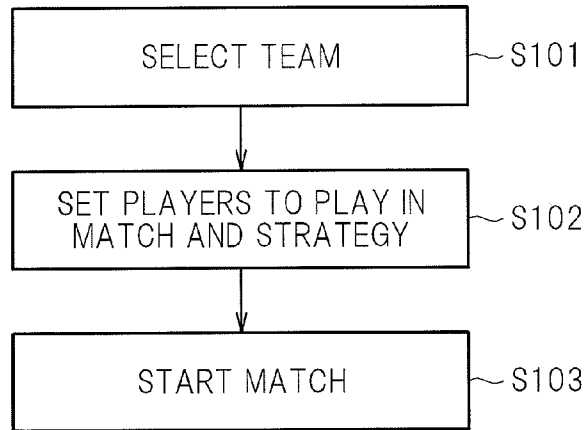 SELECT TEAM
S101
SET PLAYERS TO PLAY IN
MATCH AND STRATEGY
S102
START MATCH
S103